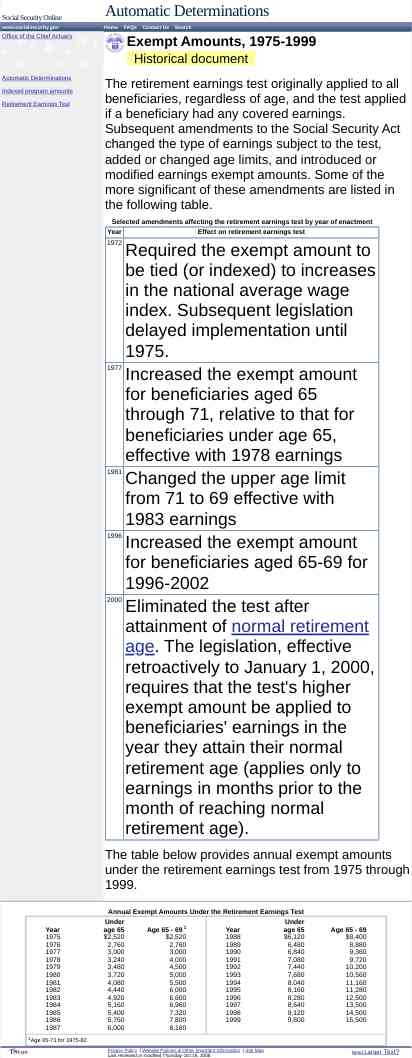 Social Security Online
Automatic Determinations
www.socialsecurity.gov
Home FAQs Contact Us Search
Office of the Chief Actuary
Exempt Amounts, 1975-1999
Historical document
Automatic Determinations
Indexed program amounts
Retirement Earnings Test
The retirement earnings test originally applied to all
beneficiaries, regardless of age, and the test applied
if a beneficiary had any covered earnings.
Subsequent amendments to the Social Security Act
changed the type of earnings subject to the test,
added or changed age limits, and introduced or
modified earnings exempt amounts. Some of the
more significant of these amendments are listed in
the following table.
Selected amendments affecting the retirement earnings test by year of enactment
Year Effect on retirement earnings test
1972 Required the exempt amount to
be tied (or indexed) to increases
in the national average wage
index. Subsequent legislation
delayed implementation until
1975.
1977 Increased the exempt amount
for beneficiaries aged 65
through 71, relative to that for
beneficiaries under age 65,
effective with 1978 earnings
1981 Changed the upper age limit
from 71 to 69 effective with
1983 earnings
1996 Increased the exempt amount
for beneficiaries aged 65-69 for
1996-2002
2000 Eliminated the test after
attainment of normal retirement
age. The legislation, effective
retroactively to January 1, 2000,
requires that the test's higher
exempt amount be applied to
beneficiaries' earnings in the
year they attain their normal
retirement age (applies only to
earnings in months prior to the
month of reaching normal
retirement age).
The table below provides annual exempt amounts
under the retirement earnings test from 1975 through
1999.
Annual Exempt Amounts Under the Retirement Earnings Test
Year Under age 65 Age 65 - 69 1 Year Under age 65 Age 65 - 69
1975 $2,520 $2,520 1988 $6,120 $8,400
1976 2,760 2,760 1989 6,480 8,880
1977 3,000 3,000 1990 6,840 9,360
1978 3,240 4,000 1991 7,080 9,720
1979 3,480 4,500 1992 7,440 10,200
1980 3,720 5,000 1993 7,680 10,560
1981 4,080 5,500 1994 8,040 11,160
1982 4,440 6,000 1995 8,160 11,280
1983 4,920 6,600 1996 8,280 12,500
1984 5,160 6,960 1997 8,640 13,500
1985 5,400 7,320 1998 9,120 14,500
1986 5,760 7,800 1999 9,600 15,500
1987 6,000 8,160
1 Age 65-71 for 1975-82.
Privacy Policy | Website Policies & Other Important Information | Site Map
Last reviewed or modified Thursday Oct 16, 2008
Need Larger Text?